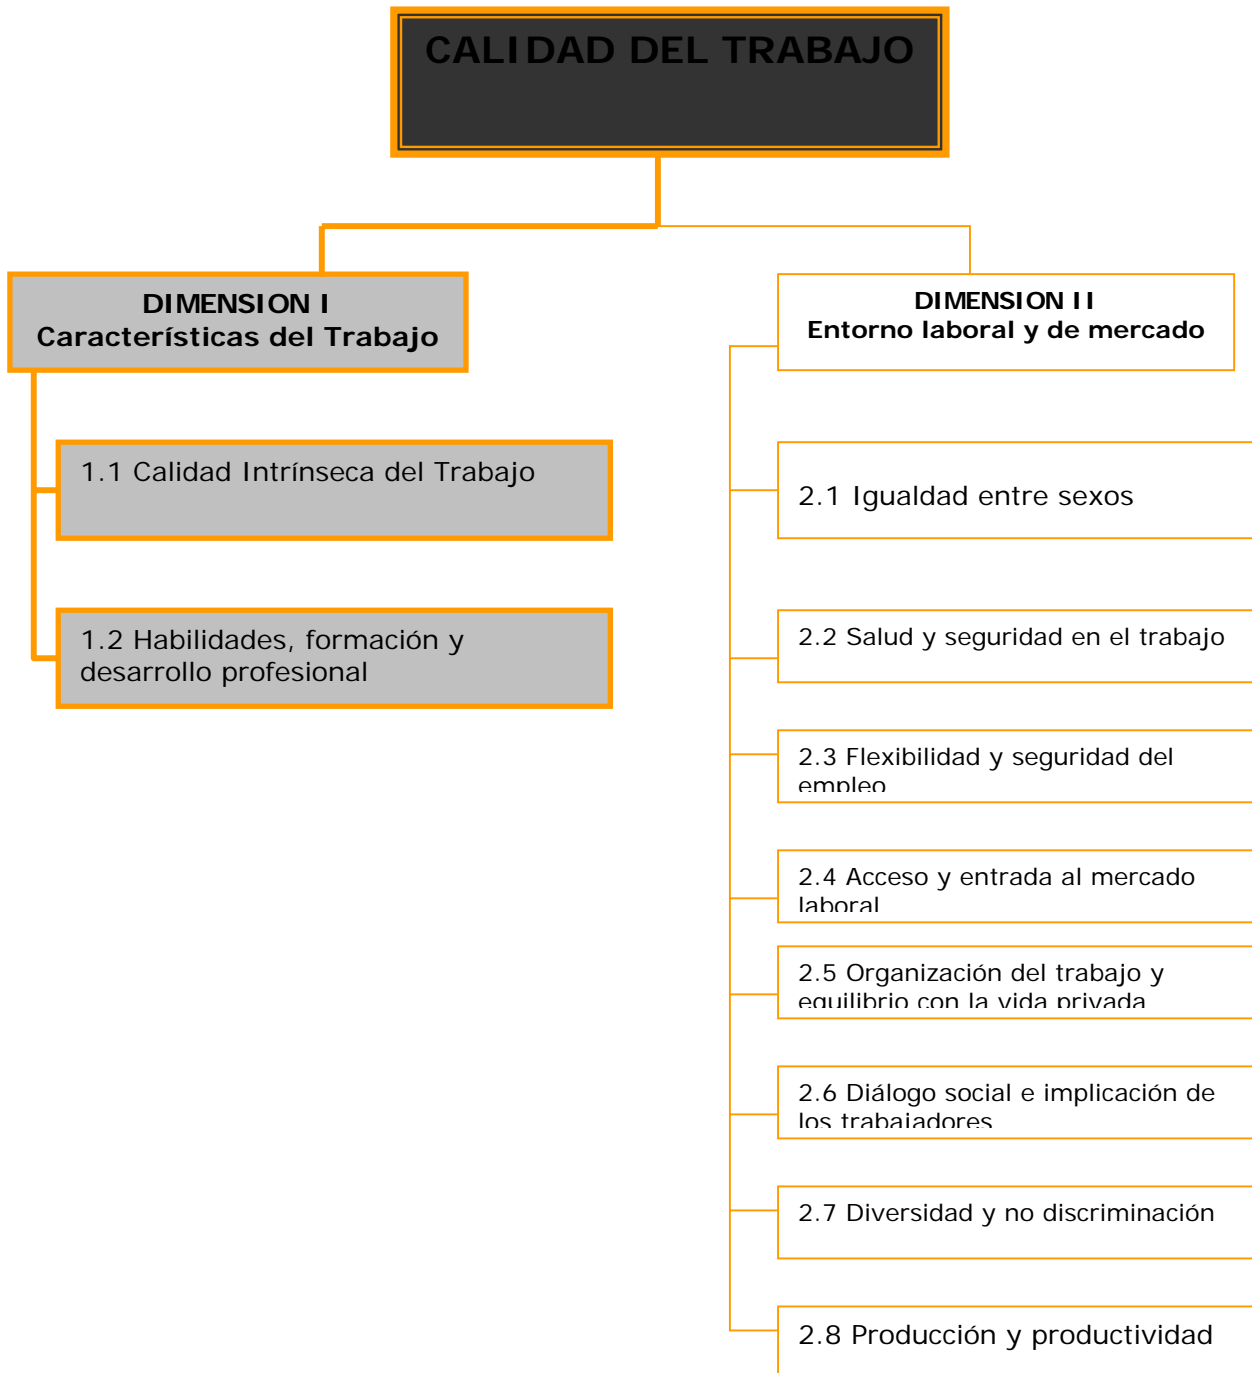 CALIDAD DEL TRABAJO
DIMENSION I
Características del Trabajo
1.1 Calidad Intrínseca del Trabajo
1.2 Habilidades, formación y
desarrollo profesional
DIMENSION II
Entorno laboral y de mercado
2.1 Igualdad entre sexos
2.2 Salud y seguridad en el trabajo
2.3 Flexibilidad y seguridad del
empleo
2.4 Acceso y entrada al mercado
laboral
2.5 Organización del trabajo y
equilibrio con la vida privada
2.6 Diálogo social e implicación de
los trabajadores
2.7 Diversidad y no discriminación
2.8 Producción y productividad